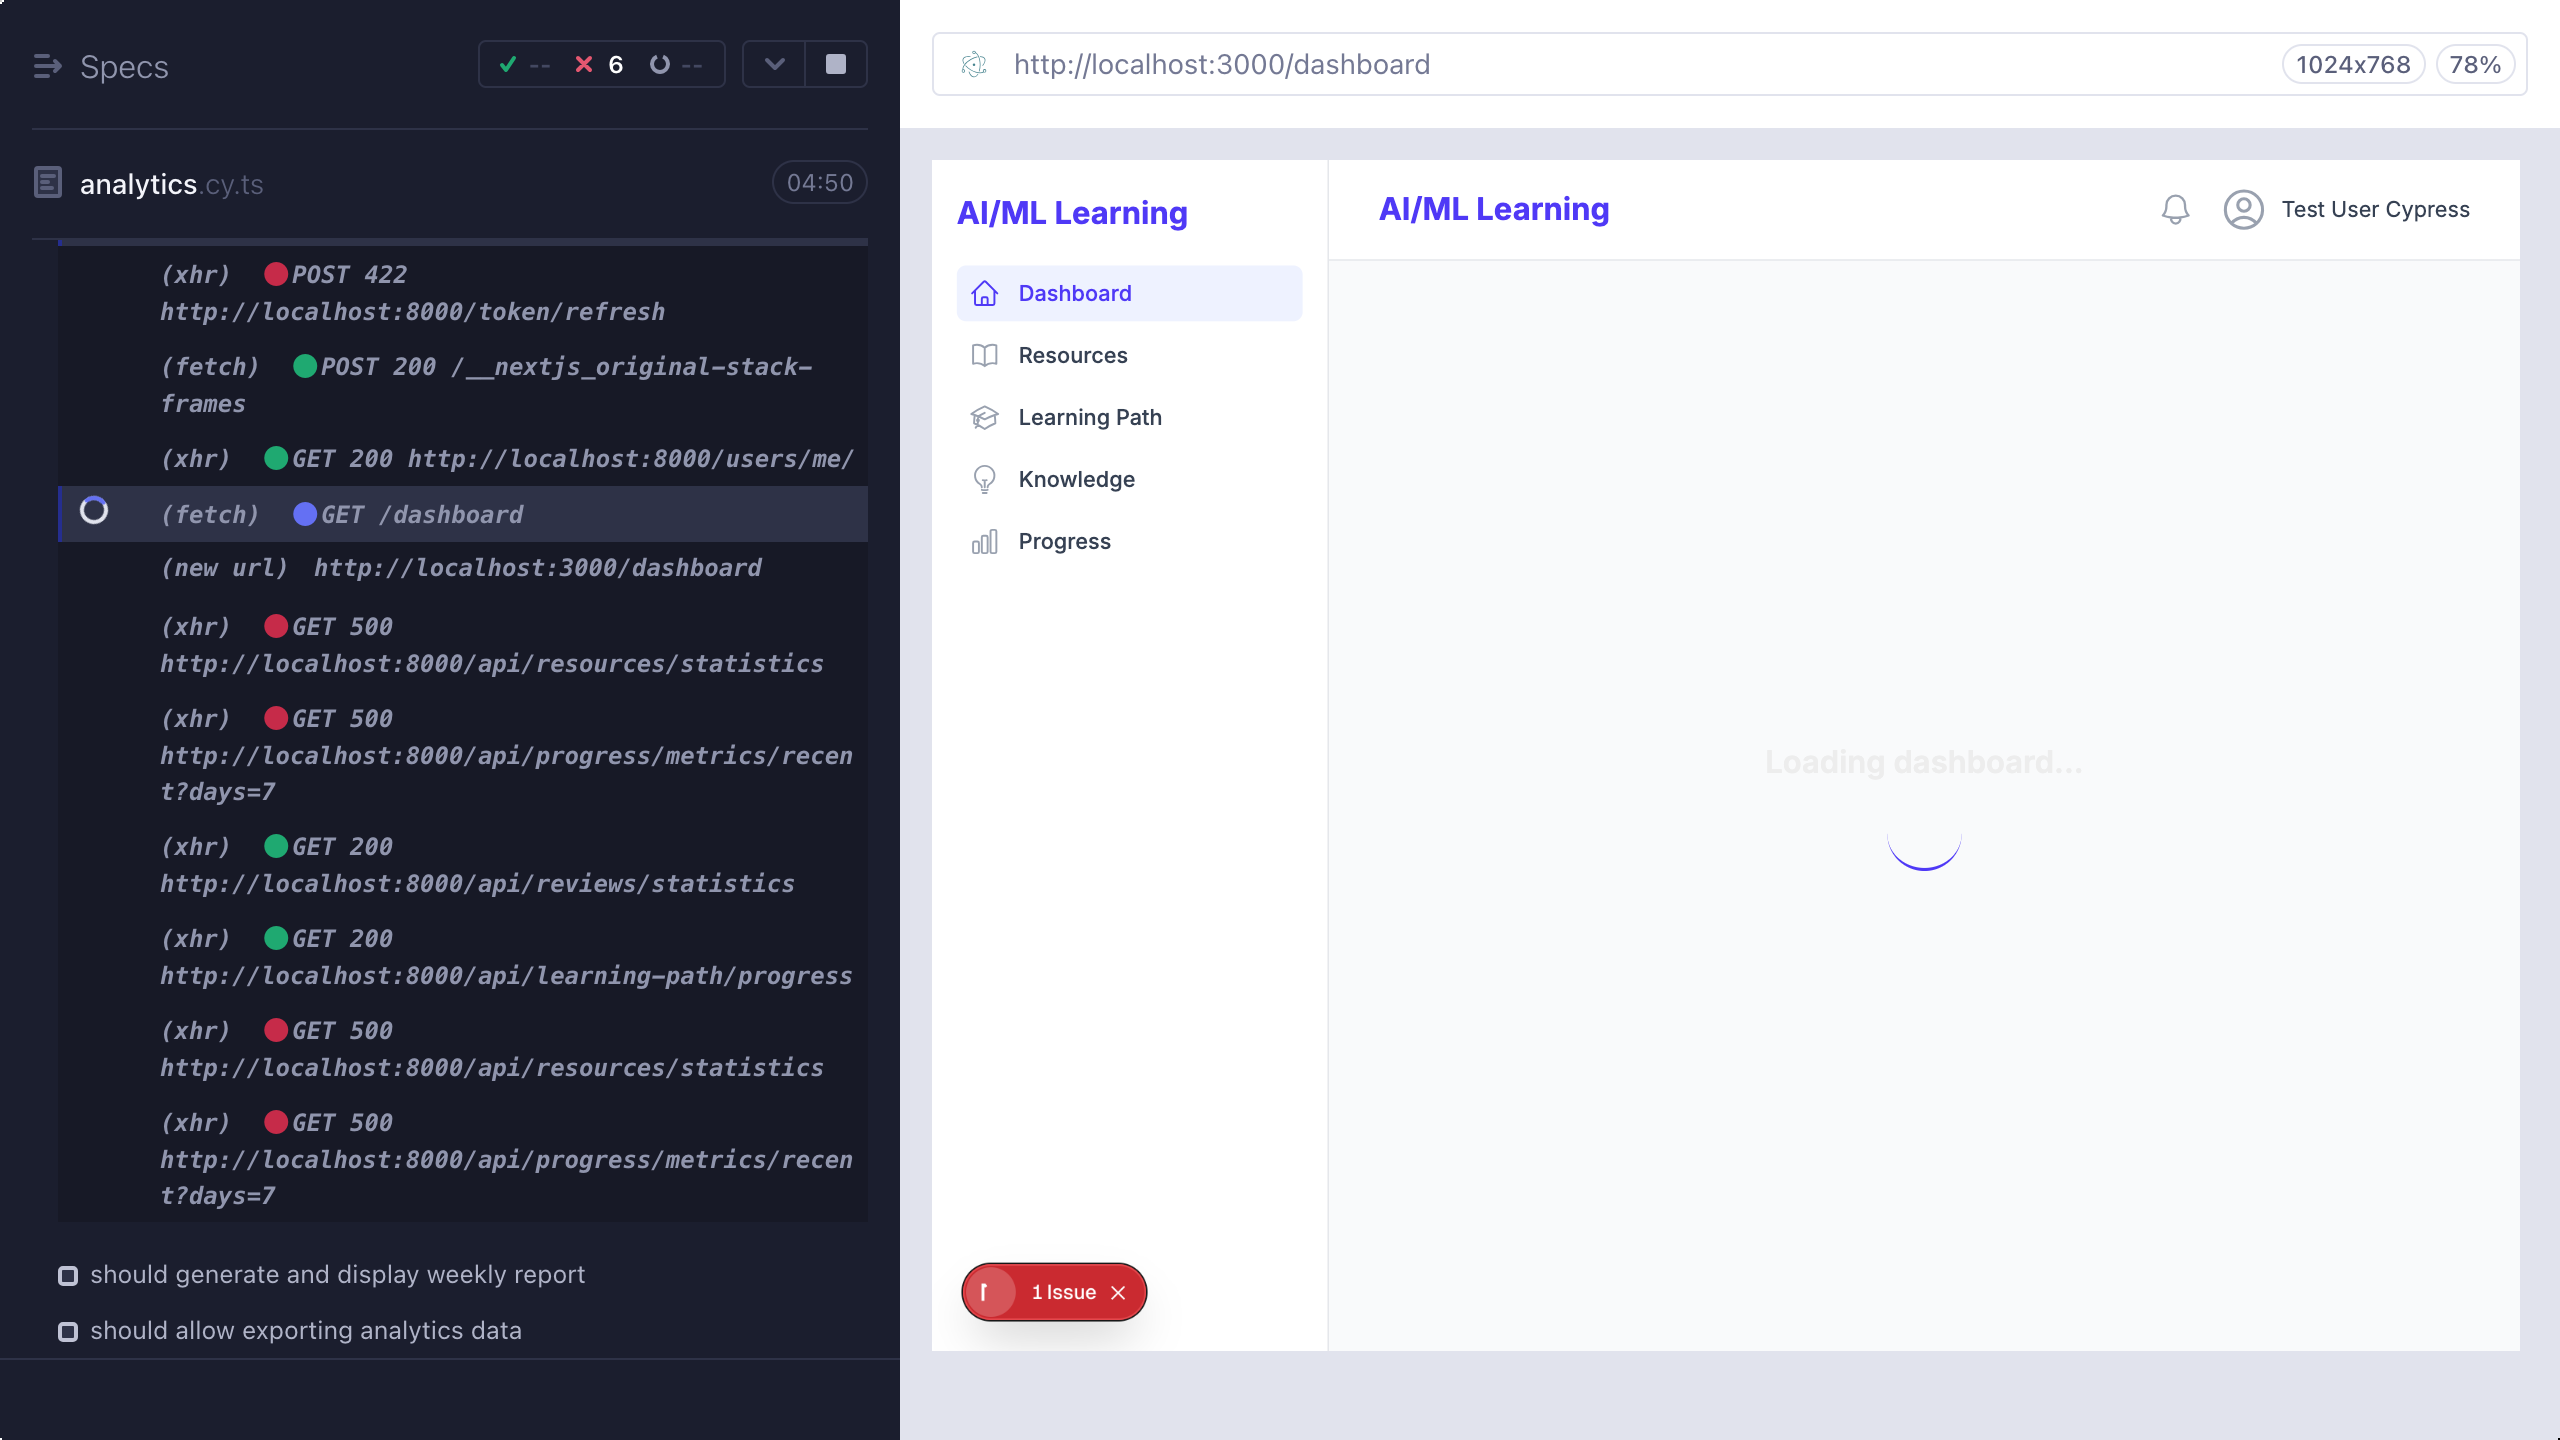 Specs
-- 6 --
analytics.cy.ts
04:50
(xhr) POST 422
http://localhost:8000/token/refresh
(fetch) POST 200 /__nextjs_original-stack-
frames
(xhr) GET 200 http://localhost:8000/users/me/
(fetch) GET /dashboard
(new url) http://localhost:3000/dashboard
(xhr) GET 500
http://localhost:8000/api/resources/statistics
(xhr) GET 500
http://localhost:8000/api/progress/metrics/recen
t?days=7
(xhr) GET 200
http://localhost:8000/api/reviews/statistics
(xhr) GET 200
http://localhost:8000/api/learning-path/progress
(xhr) GET 500
http://localhost:8000/api/resources/statistics
(xhr) GET 500
http://localhost:8000/api/progress/metrics/recen
t?days=7
should generate and display weekly report
should allow exporting analytics data
http://localhost:3000/dashboard
1024x768
78%
AI/ML Learning
Dashboard
Resources
Learning Path
Knowledge
Progress
1 Issue
AI/ML Learning
Test User Cypress
Loading dashboard...